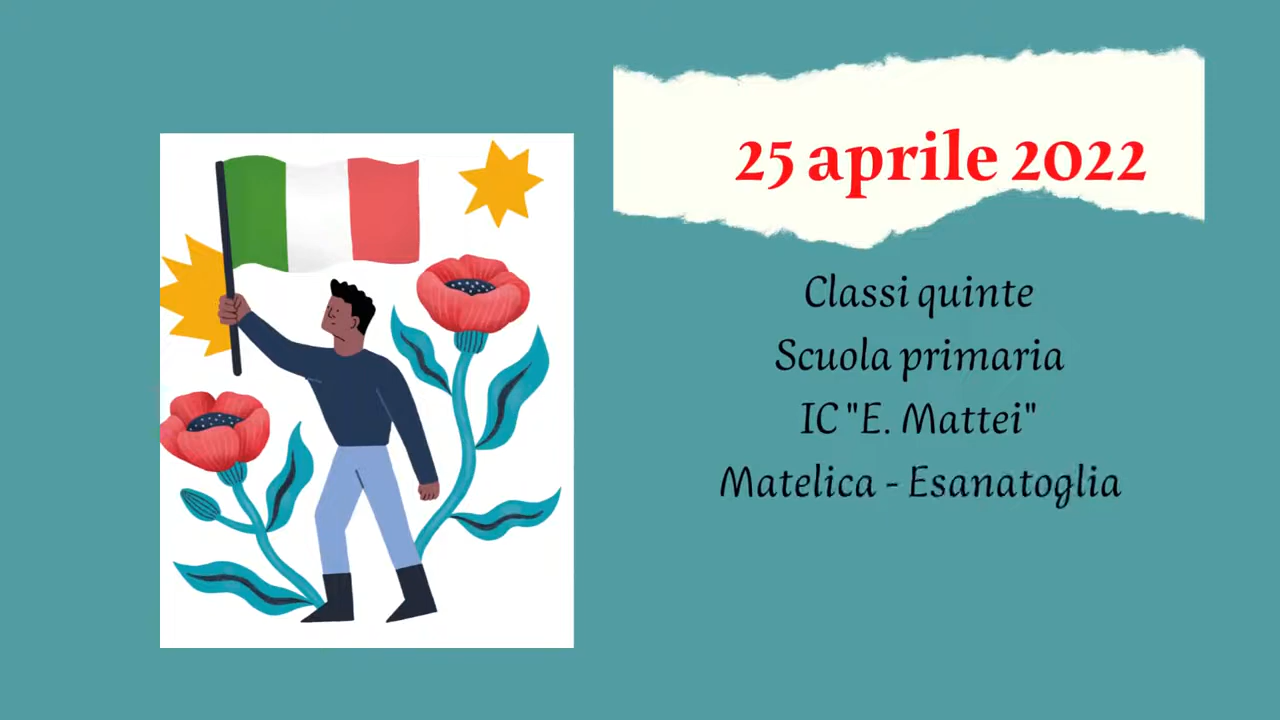 25 aprile 2022
Classi quinte
Scuola primaria
IC "E. Mattei"
Matelica - Esanatoglia